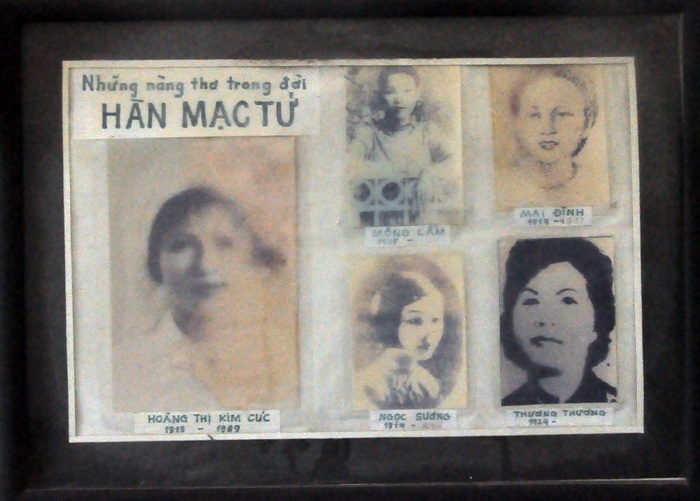 Những nàng thơ trong đời
HÀN MẠC TỬ
MỘNG CẦM
MAI ĐÌNH
HOÀNG THỊ KIM CÚC
1913 - 1989
NGỌC SƯƠNG
THƯƠNG THƯƠNG